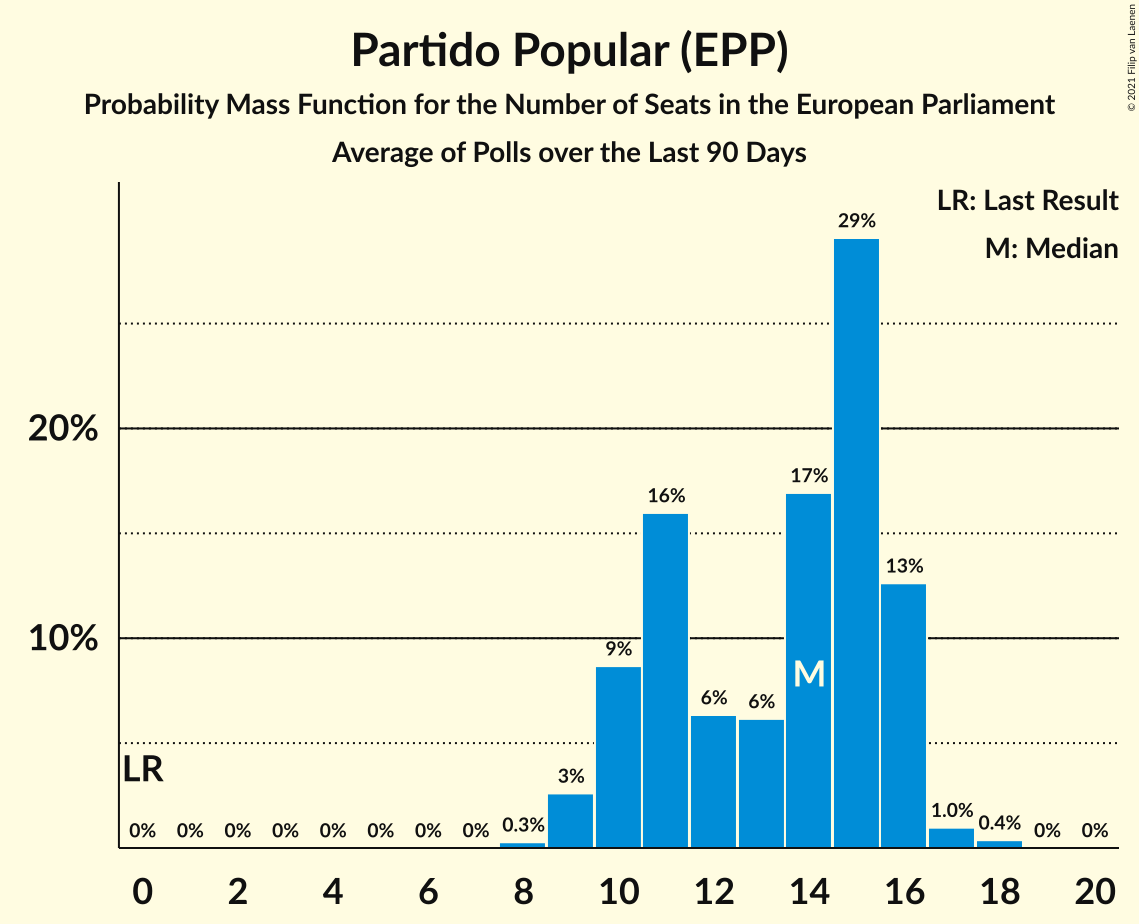 Partido Popular (EPP)
Probability Mass Function for the Number of Seats in the European Parliament
Average of Polls over the Last 90 Days
© 2021 Filip van Laenen
LR: Last Result
M: Median
29%
20%
17%
16%
13%
10%
9%
M
6%
6%
LR
3%
0% 0% 0% 0% 0% 0% 0% 0% 0.3% 1.0% 0.4% 0% 0%
0 2 4 6 8 10 12 14 16 18 20